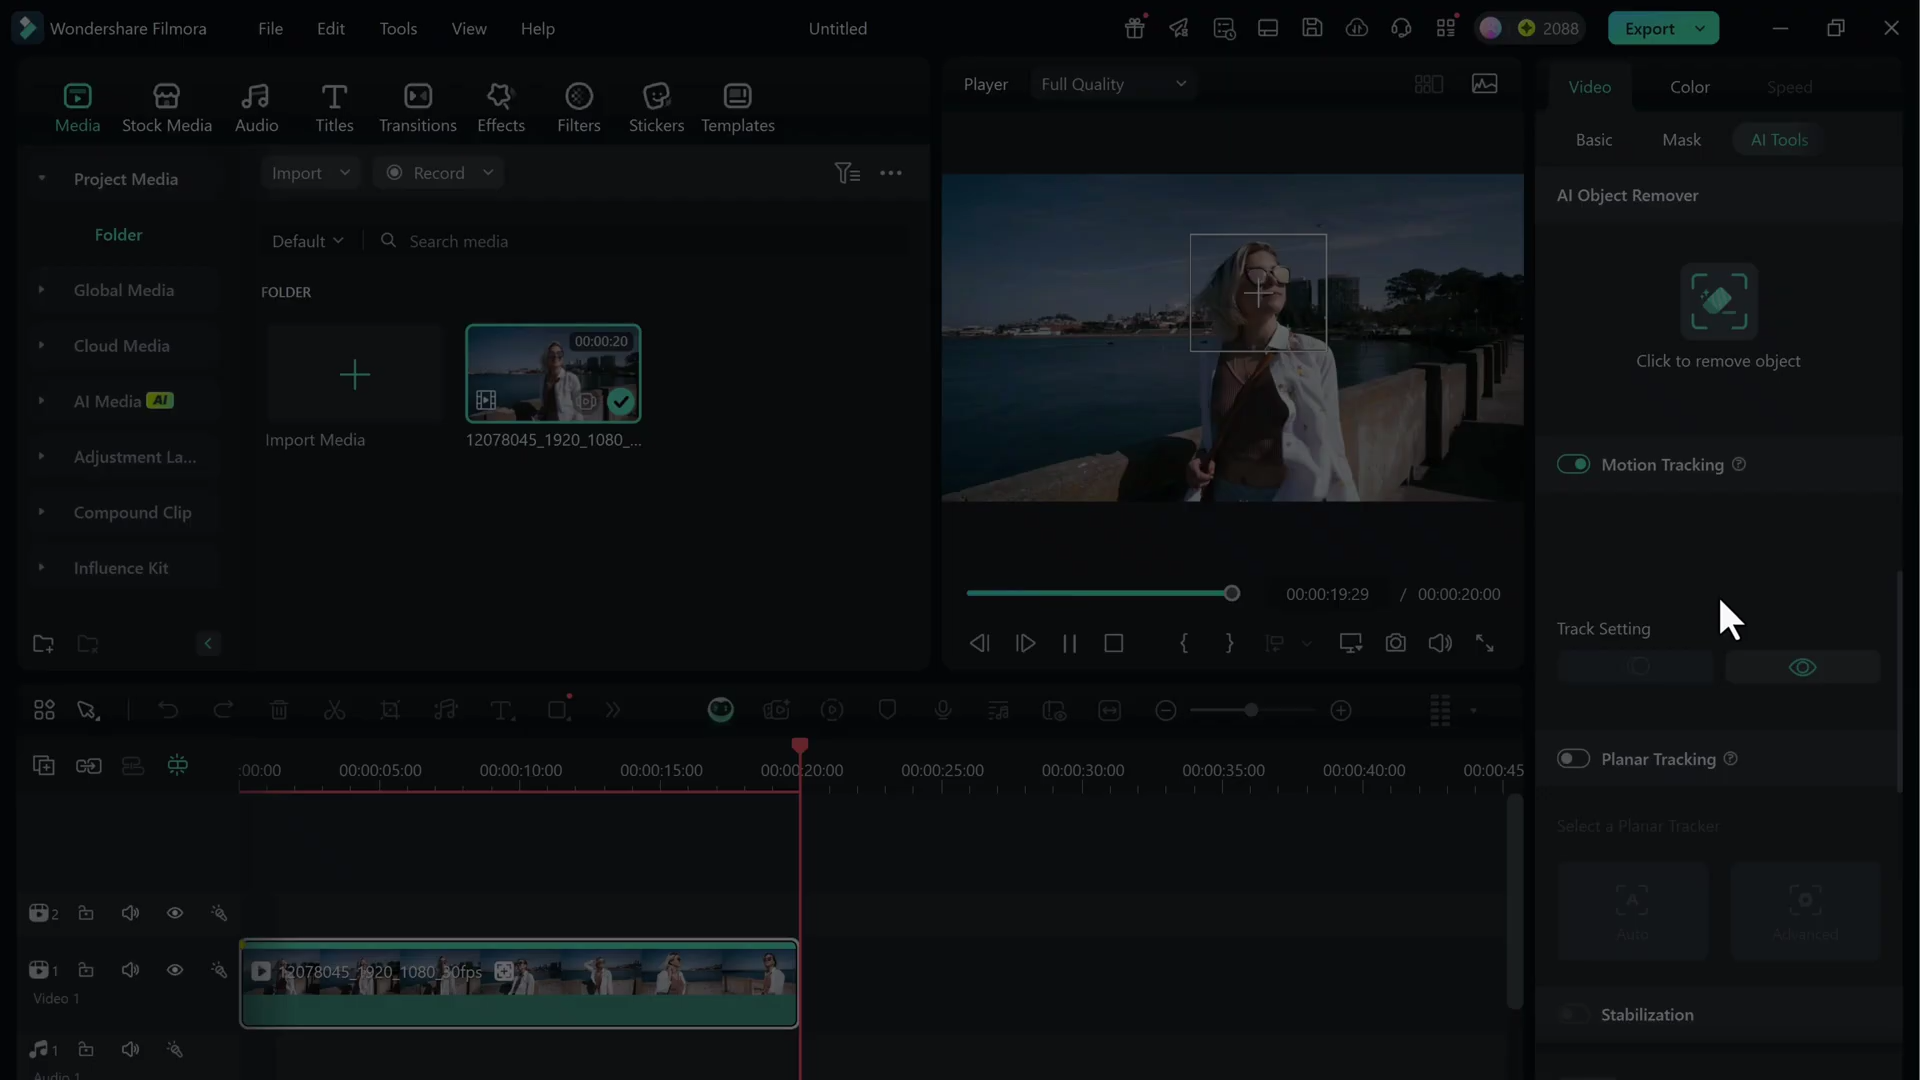 Wondershare Filmora
File
Edit
Tools
View
Help
Untitled
2088
Export
Media
Stock Media
Audio
Titles
Transitions
Effects
Filters
Stickers
Templates
Player
Full Quality
Video
Color
Speed
Basic
Mask
AI Tools
Project Media
Folder
Global Media
Cloud Media
AI Media AI
Adjustment La...
Compound Clip
Influence Kit
Import
Record
Default
Search media
FOLDER
00:00:20
Import Media
12078045_1920_1080_...
00:00:19:29 / 00:00:20:00
AI Object Remover
Click to remove object
Motion Tracking
Track Setting
Planar Tracking
Select a Planar Tracker
Auto
Advanced
Stabilization
:00:00
00:00:05:00
00:00:10:00
00:00:15:00
00:00:20:00
00:00:25:00
00:00:30:00
00:00:35:00
00:00:40:00
00:00:45
2
1
12078045_1920_1080_30fps
Video 1
1
Audio 1